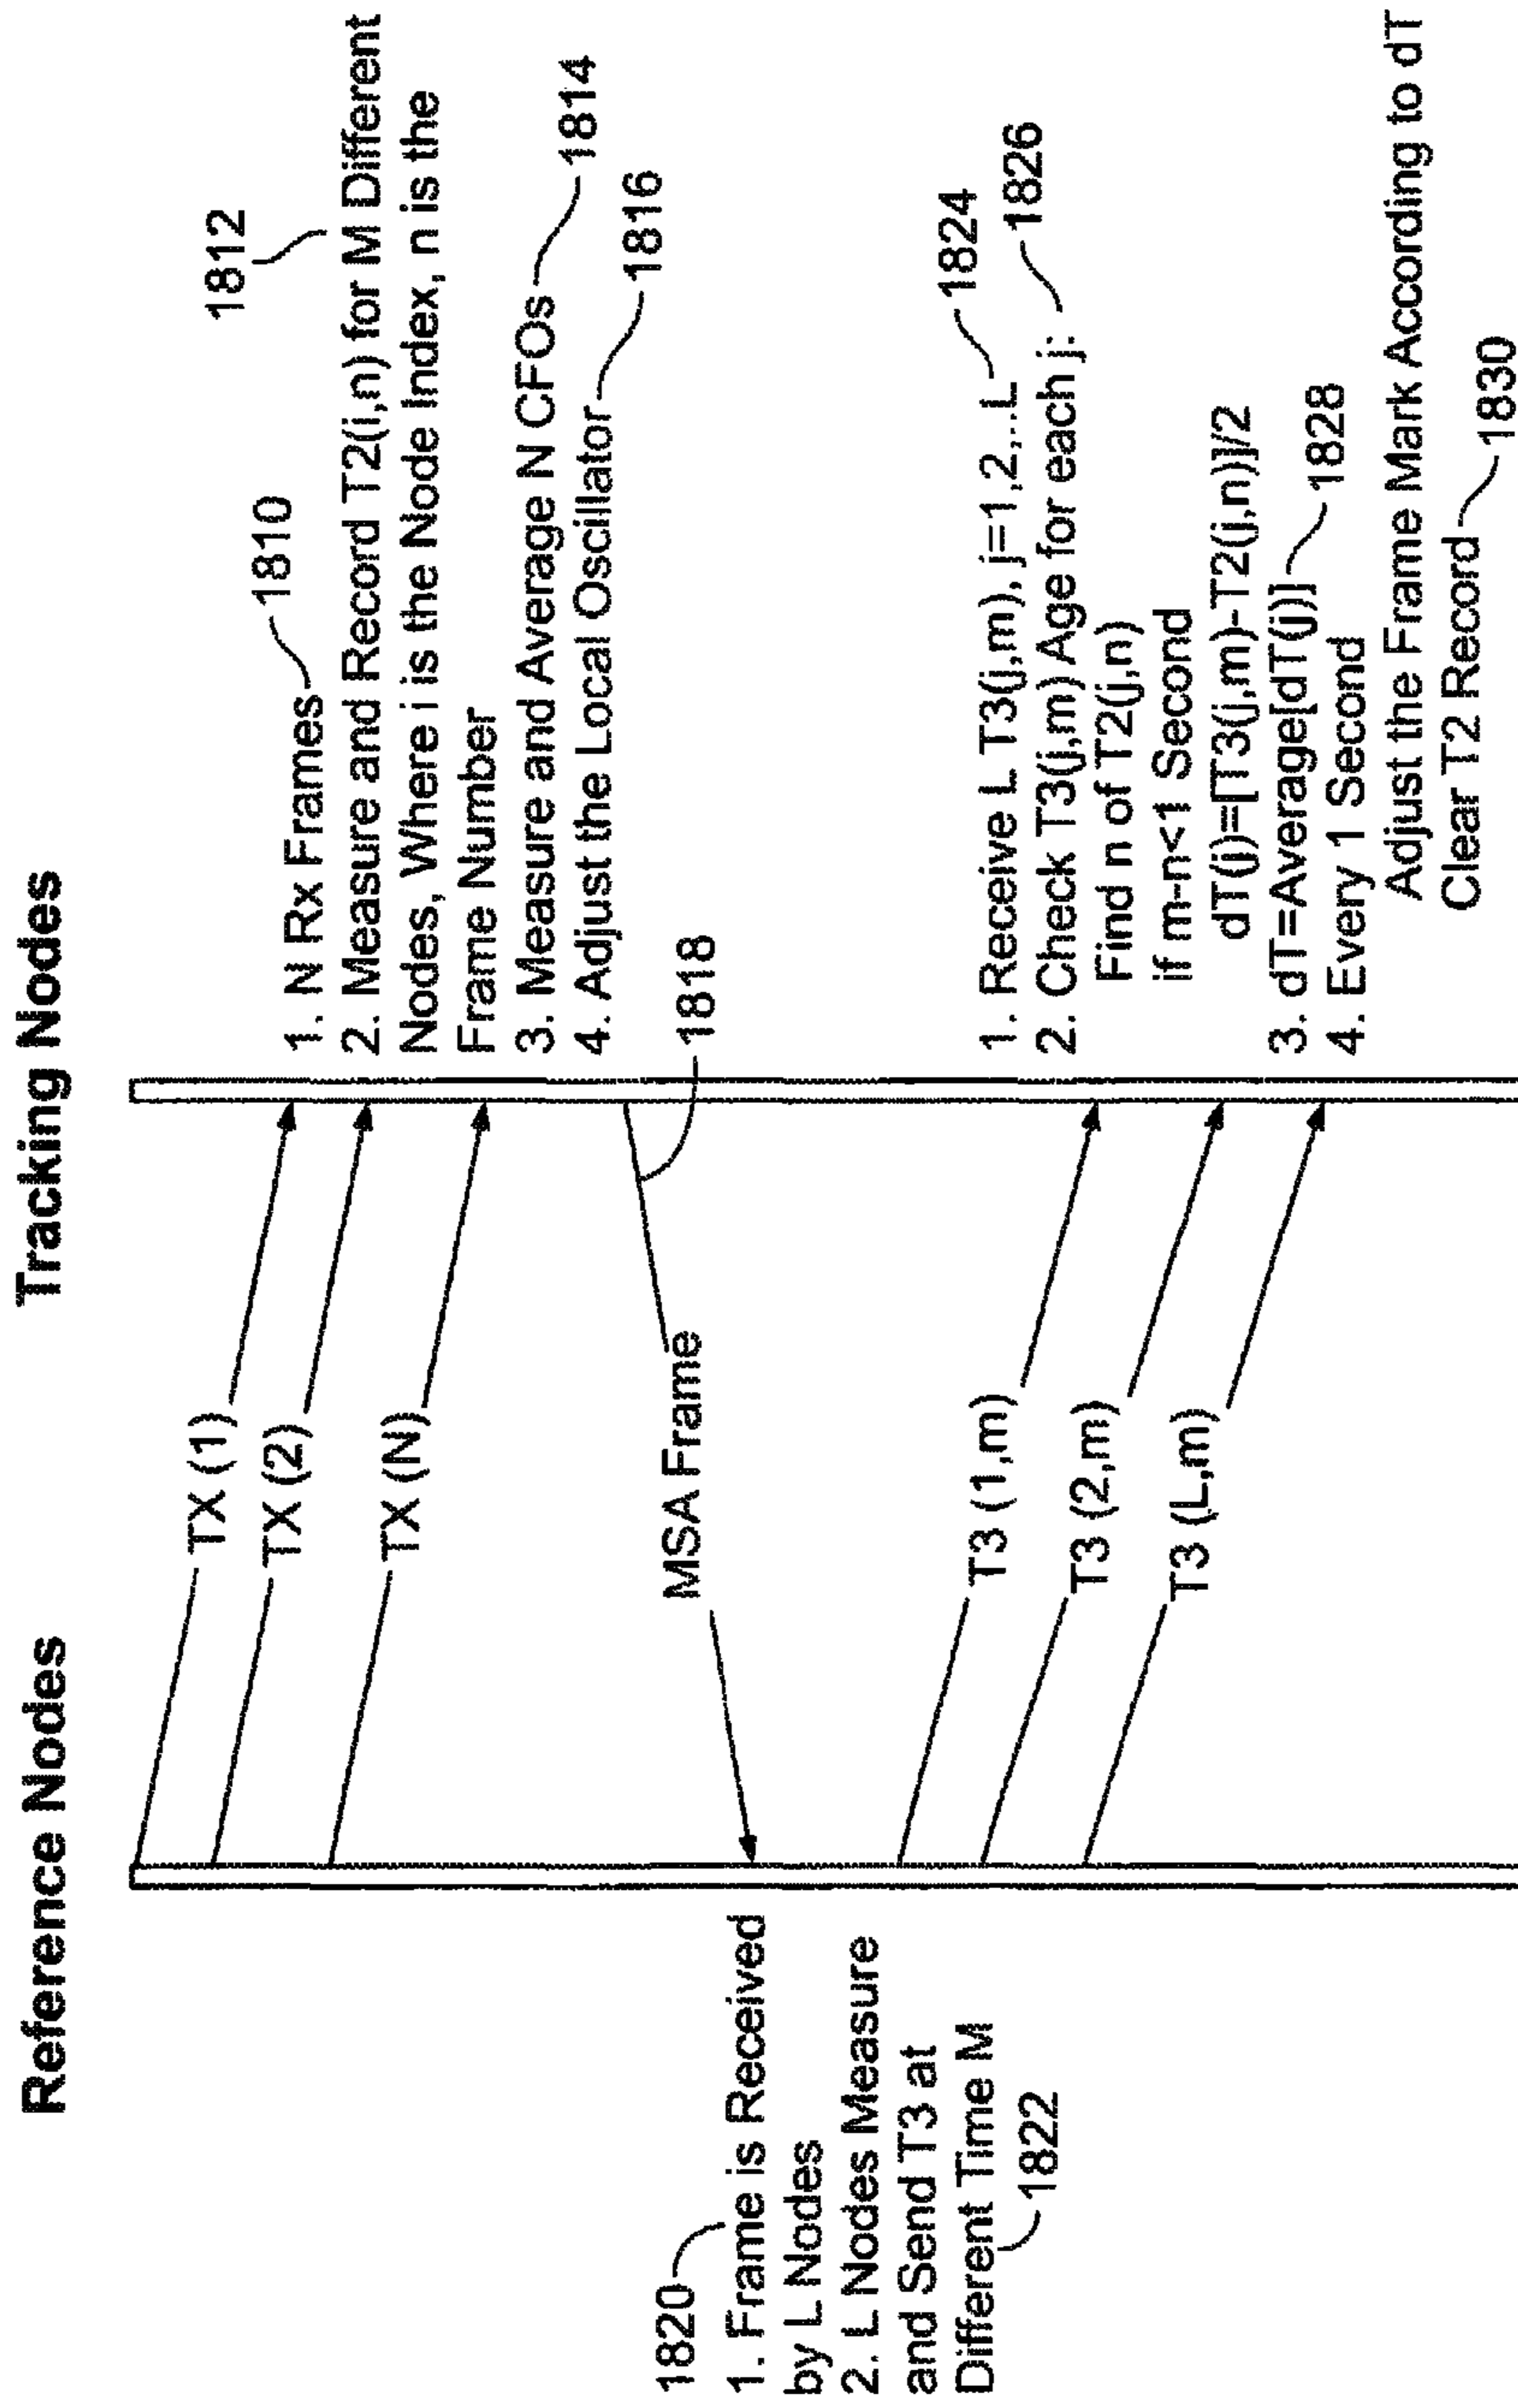 Reference Nodes
Tracking Nodes
TX (1)
TX (2)
TX (N)
1810
1. N Rx Frames
1812
2. Measure and Record T2(i,n) for M Different
Nodes, Where i is the Node Index, n is the
Frame Number
3. Measure and Average N CFOs 1814
4. Adjust the Local Oscillator 1816
MSA Frame
1818
1820
1. Frame is Received
by L Nodes
2. L Nodes Measure
and Send T3 at
Different Time M
1822
T3 (1,m)
T3 (2,m)
T3 (L,m)
1. Receive L T3(j,m), j=1,2,...L 1824
2. Check T3(j,m) Age for each j: 1826
Find n of T2(j,n)
if m-n<1 Second
dT(j)=[T3(j,m)-T2(j,n)]/2
3. dT=Average[dT(j)] 1828
4. Every 1 Second
Adjust the Frame Mark According to dT
Clear T2 Record 1830